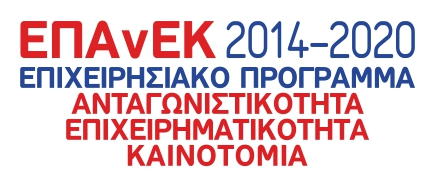 ΕΠΑνΕΚ 2014–2020
ΕΠΙΧΕΙΡΗΣΙΑΚΟ ΠΡΟΓΡΑΜΜΑ
ΑΝΤΑΓΩΝΙΣΤΙΚΟΤΗΤΑ
ΕΠΙΧΕΙΡΗΜΑΤΙΚΟΤΗΤΑ
ΚΑΙΝΟΤΟΜΙΑ